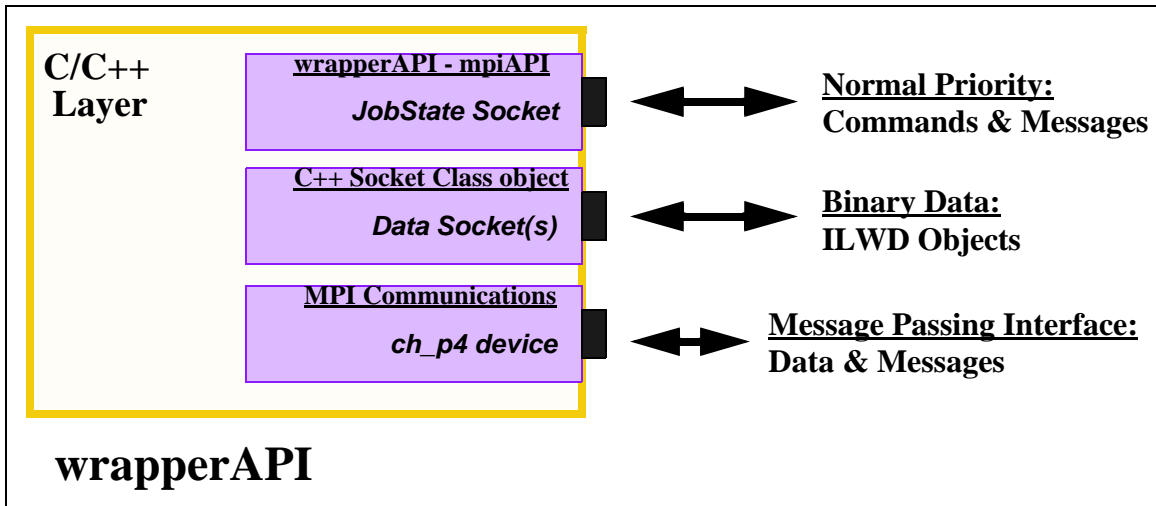 C/C++
Layer
wrapperAPI - mpiAPI
JobState Socket
Normal Priority:
Commands & Messages
C++ Socket Class object
Data Socket(s)
Binary Data:
ILWD Objects
MPI Communications
ch_p4 device
Message Passing Interface:
Data & Messages
wrapperAPI